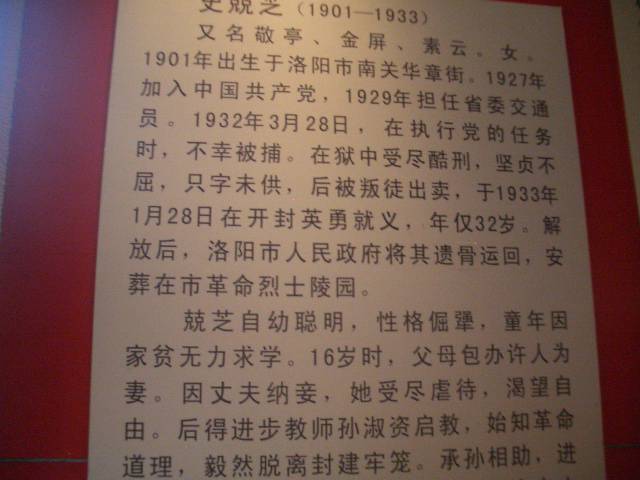 史兢芝（1901—1933）
又名敬亭、金屏、素云。女。
1901年出生于洛阳市南关华章街。1927年
加入中国共产党，1929年担任省委交通
员。1932年3月28日，在执行党的任务
时，不幸被捕。在狱中受尽酷刑，坚贞不
屈，只字未供，后被叛徒出卖，于1933年
1月28日在开封英勇就义，年仅32岁。解
放后，洛阳市人民政府将其遗骨运回，安
葬在市革命烈士陵园。
兢芝自幼聪明，性格倔犟，童年因
家贫无力求学。16岁时，父母包办许人为
妻。因丈夫纳妾，她受尽虐待，渴望自
由。后得进步教师孙淑资启教，始知革命
道理，毅然脱离封建牢笼。承孙相助，进